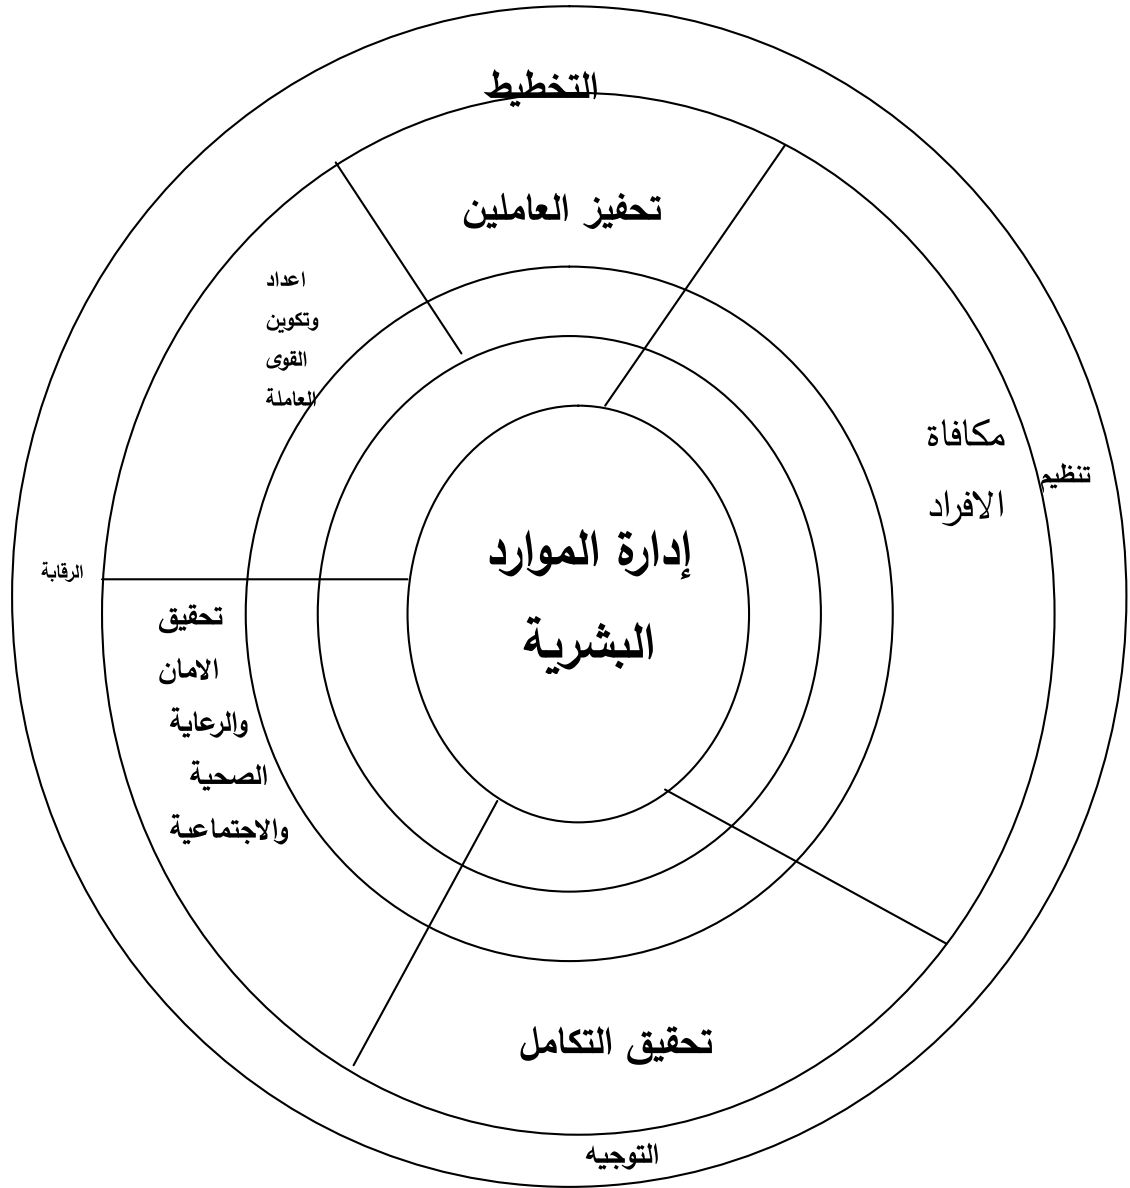 التخطيط
تحفيز العاملين
اعداد
وتكوين
القوى
العاملة
مكافاة
الافراد
تنظيم
إدارة الموارد
البشرية
الرقابة
تحقيق
الامان
والرعاية
الصحية
والاجتماعية
تحقيق التكامل
التوجيه